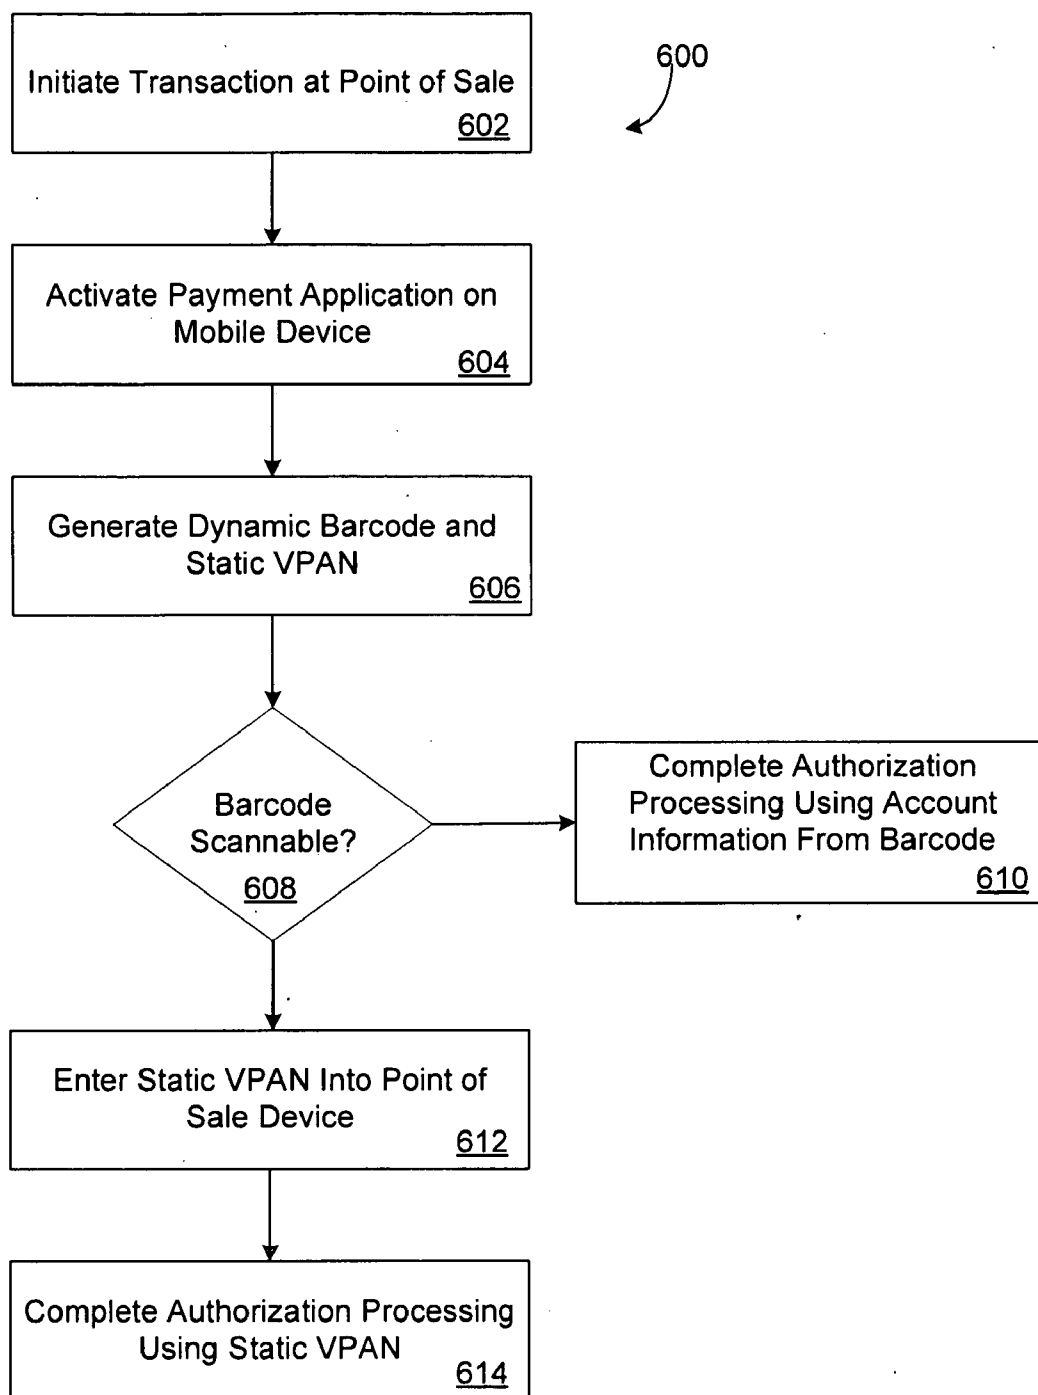 Initiate Transaction at Point of Sale
602
600
Activate Payment Application on
Mobile Device
604
Generate Dynamic Barcode and
Static VPAN
606
Barcode
Scannable?
608
Complete Authorization
Processing Using Account
Information From Barcode
610
Enter Static VPAN Into Point of
Sale Device
612
Complete Authorization Processing
Using Static VPAN
614